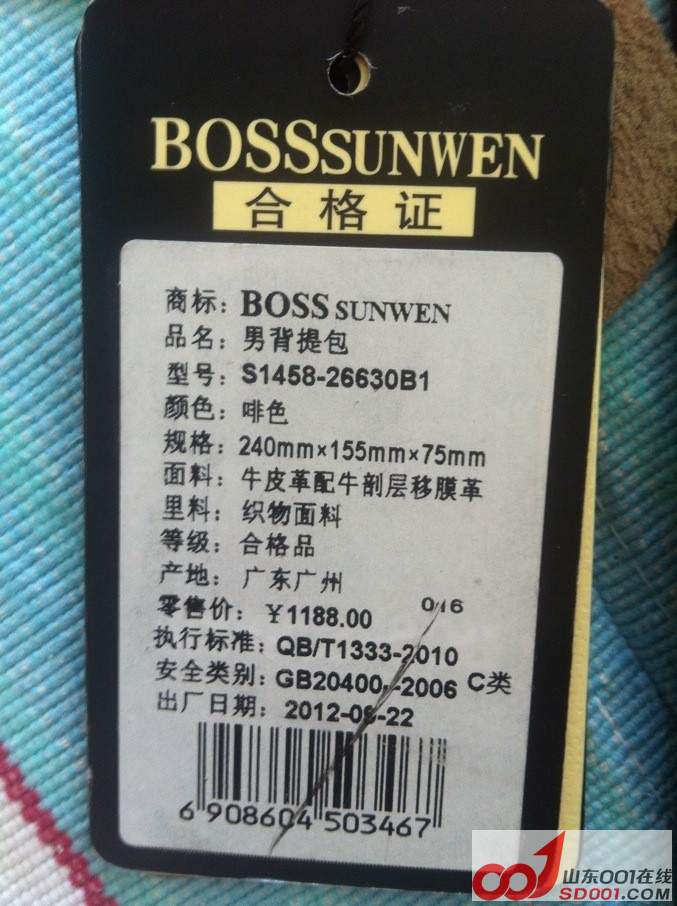 BOSSSUNWEN
合格证
商标：BOSS SUNWEN
品名：男背提包
型号：S1458-26630B1
颜色：啡色
规格：240mm×155mm×75mm
面料：牛皮革配牛剖层移膜革
里料：织物面料
等级：合格品
产地：广东广州
零售价：￥1188.00 016
执行标准：QB/T1333-2010
安全类别：GB20400--2006 C类
出厂日期：2012-06-22
6 908604 503467
001 山东001在线
SD001.com